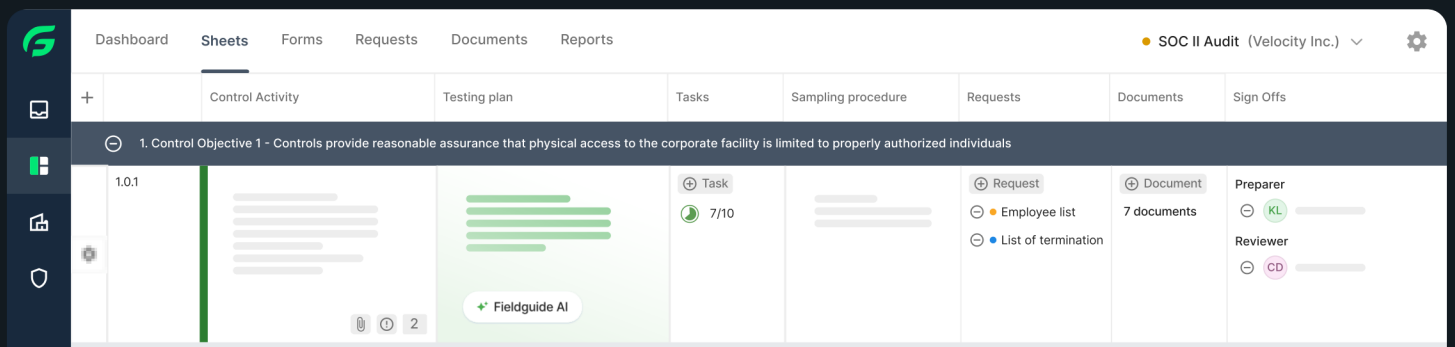 Dashboard Sheets Forms Requests Documents Reports SOC II Audit (Velocity Inc.)
Control Activity Testing plan Tasks Sampling procedure Requests Documents Sign Offs
1. Control Objective 1 - Controls provide reasonable assurance that physical access to the corporate facility is limited to properly authorized individuals
1.0.1 Task Request Document Preparer
7/10 Employee list 7 documents KL
List of termination Reviewer
CD
Fieldguide AI
2